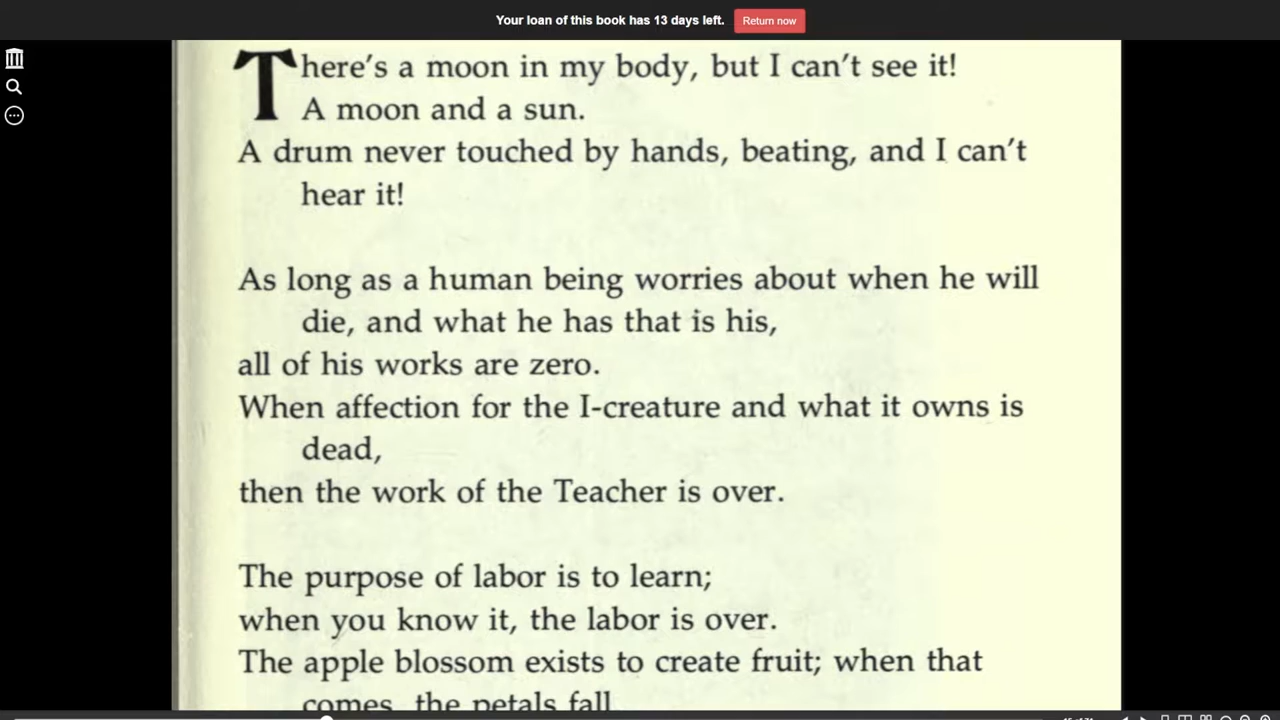 Your loan of this book has 13 days left. Return now
There's a moon in my body, but I can't see it!
A moon and a sun.
A drum never touched by hands, beating, and I can't
hear it!
As long as a human being worries about when he will
die, and what he has that is his,
all of his works are zero.
When affection for the I-creature and what it owns is
dead,
then the work of the Teacher is over.
The purpose of labor is to learn;
when you know it, the labor is over.
The apple blossom exists to create fruit; when that
comes, the petals fall.